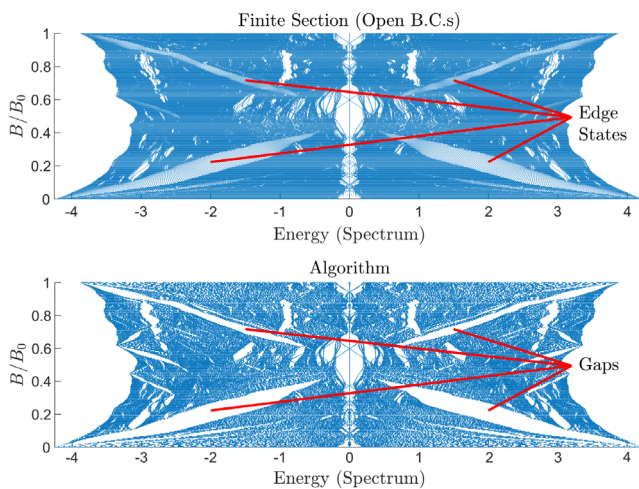 Finite Section (Open B.C.s)
1
0.8
0.6
0.4
0.2
0
B/B₀
Edge
States
-4 -3 -2 -1 0 1 2 3 4
Energy (Spectrum)
Algorithm
1
0.8
0.6
0.4
0.2
0
B/B₀
Gaps
-4 -3 -2 -1 0 1 2 3 4
Energy (Spectrum)